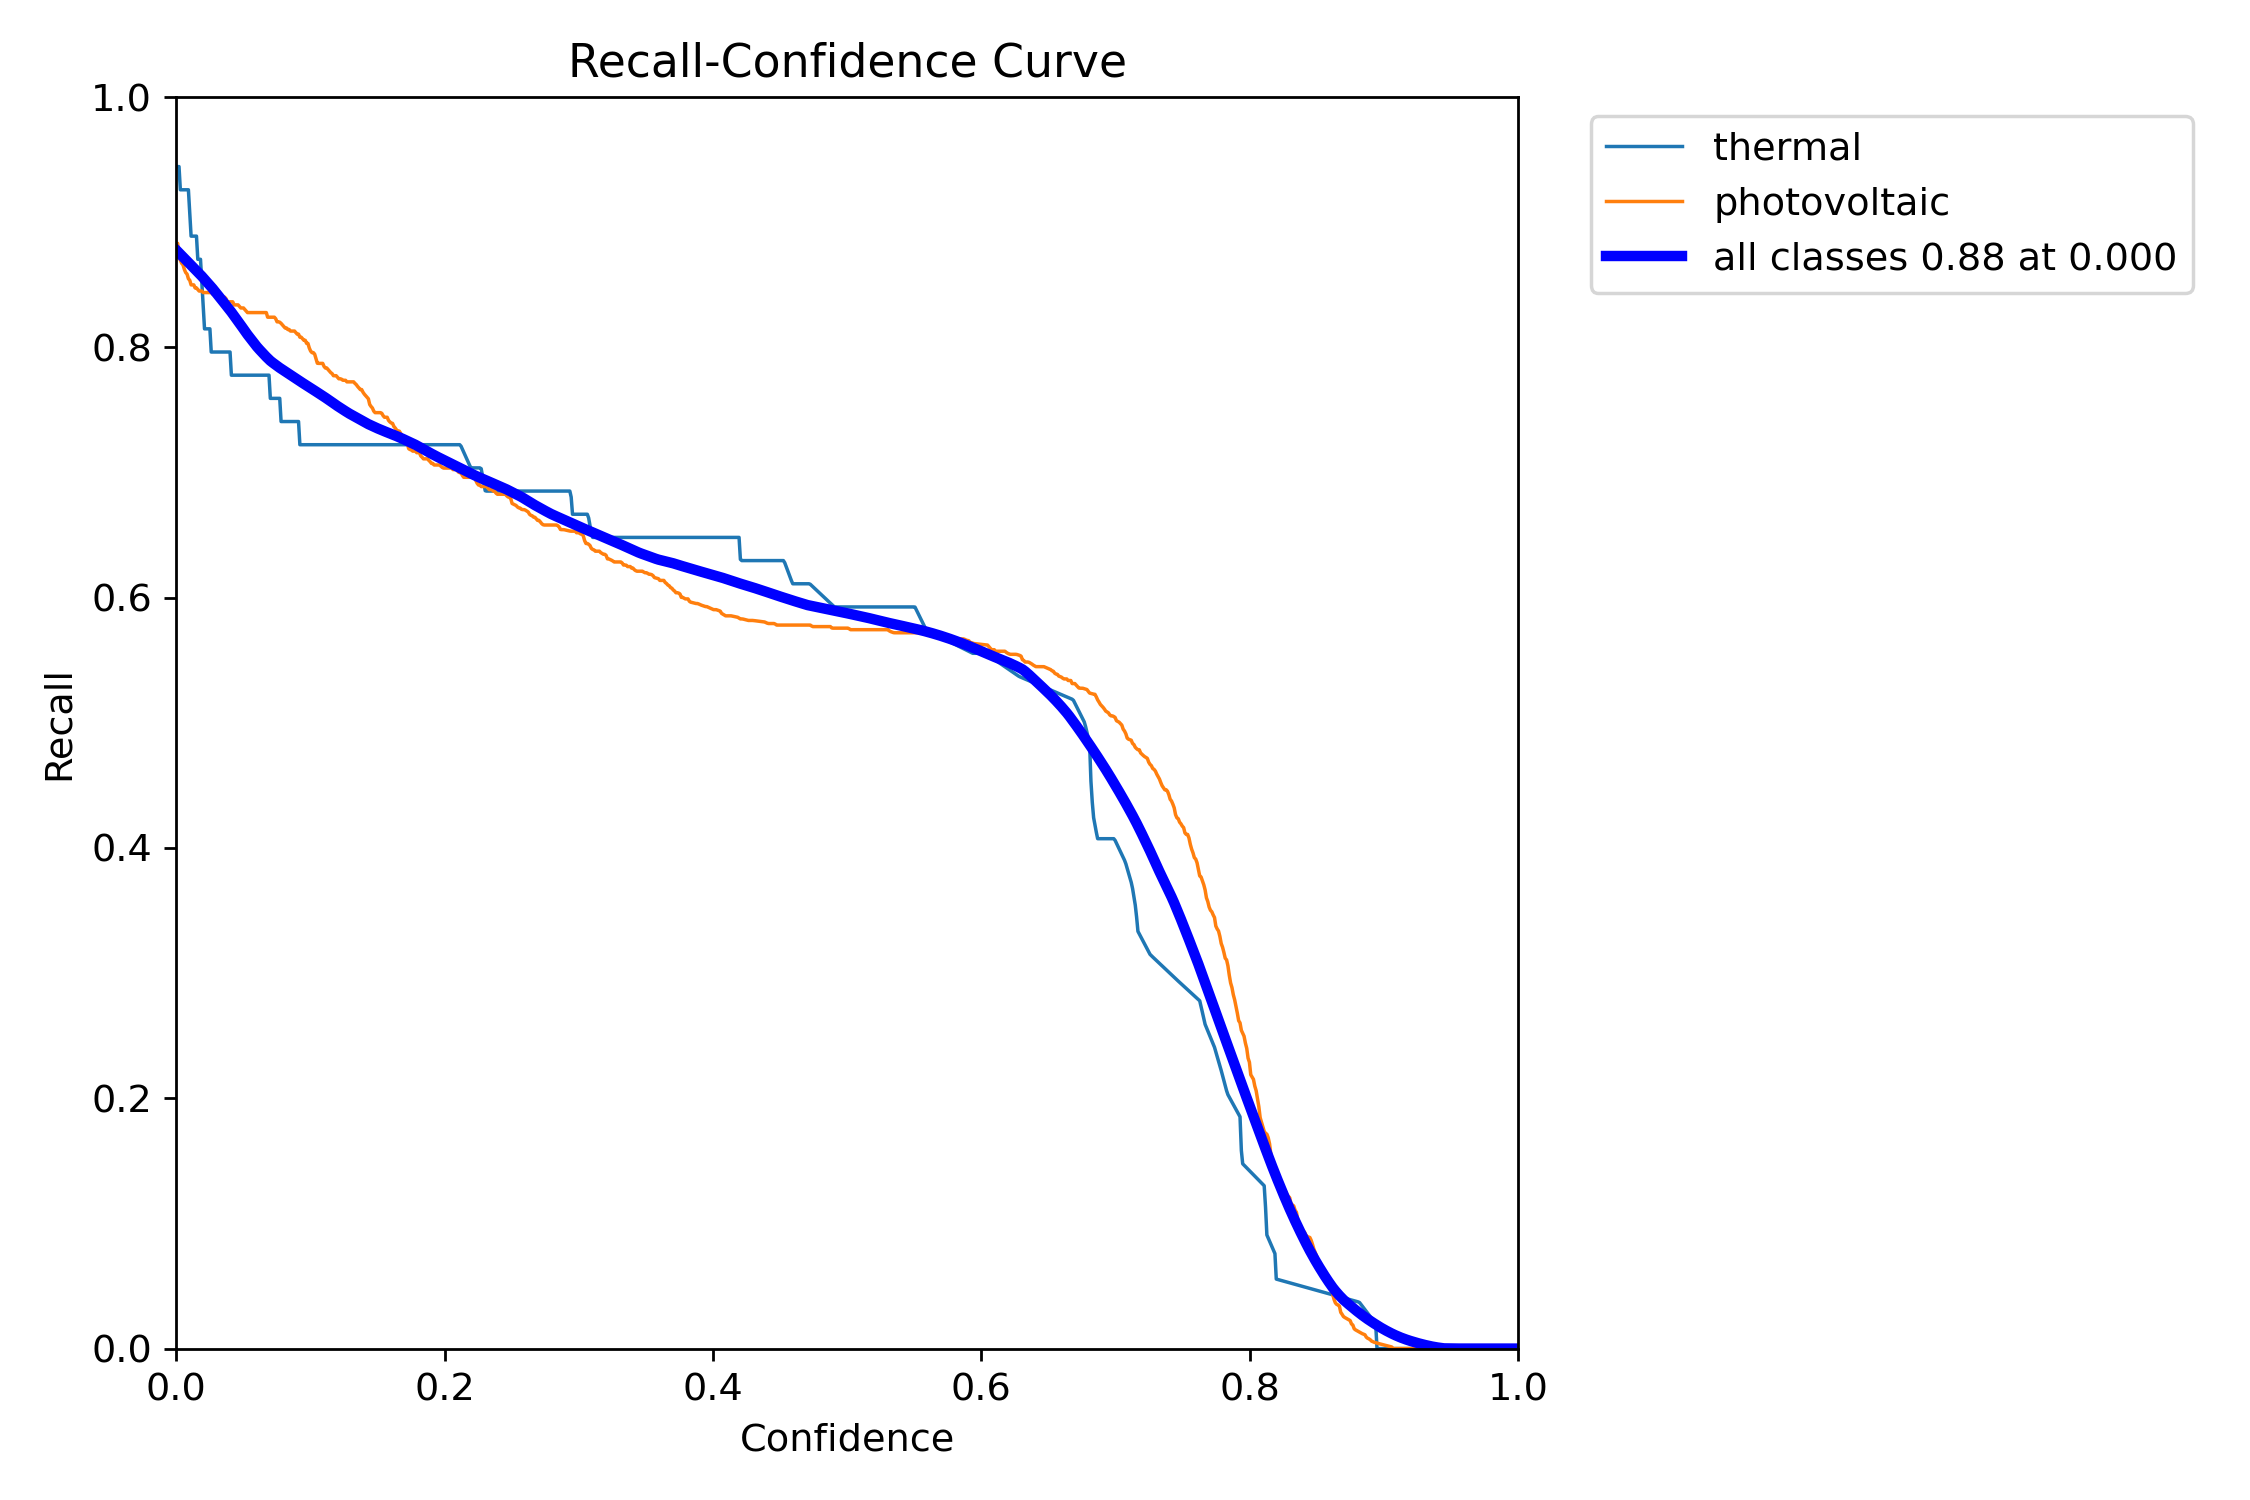 Recall-Confidence Curve
1.0
0.8
0.6
0.4
0.2
0.0
Recall
0.0 0.2 0.4 0.6 0.8 1.0
Confidence
thermal
photovoltaic
all classes 0.88 at 0.000